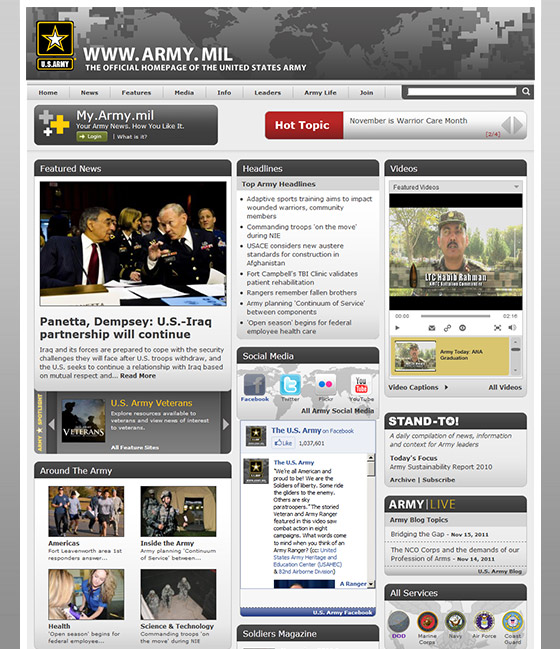 U.S.ARMY
WWW.ARMY.MIL
THE OFFICIAL HOMEPAGE OF THE UNITED STATES ARMY
Home News Features Media Info Leaders Army Life Join
My.Army.mil
Your Army News. How You Like It.
Login | What is it?
Hot Topic
November is Warrior Care Month
[2/4]
Featured News
Panetta, Dempsey: U.S.-Iraq
partnership will continue
Iraq and its forces are prepared to cope with the security
challenges they will face after U.S. troops withdraw, and
the U.S. seeks to continue a relationship with Iraq based
on mutual respect and... Read More
ARMY SPOTLIGHT
VETERANS
U.S. Army Veterans
Explore resources available to
veterans and view news of interest
to veterans.
All Feature Sites
Around The Army
Americas
Fort Leavenworth area 1st
responders answer...
Inside the Army
Army planning 'Continuum
of Service' between...
Health
'Open season' begins for
federal employee...
Science & Technology
Commanding troops 'on the
move' during NIE
Headlines
Top Army Headlines
Adaptive sports training aims to impact
wounded warriors, community
members
Commanding troops 'on the move'
during NIE
USACE considers new austere
standards for construction in
Afghanistan
Fort Campbell's TBI Clinic validates
patient rehabilitation
Rangers remember fallen brothers
Army planning 'Continuum of Service'
between components
'Open season' begins for federal
employee health care
Social Media
Facebook Twitter Flickr YouTube
All Army Social Media
The U.S. Army on Facebook
Like 1,037,601
The U.S. Army
"We're all American and
proud to be! We are the
Soldiers of liberty. Some ride
the gliders to the enemy.
Others are sky
paratroopers." The storied
Veteran and Army Ranger
featured in this video saw
combat action in eight
campaigns. What words come
to mind when you think of an
Army Ranger? (cc: United
States Army Heritage and
Education Center (USAHEC)
& 82nd Airborne Division)
A Ranger
U.S. Army Facebook
Soldiers Magazine
Videos
Featured Videos
LTC Habib Rahman
00:00 02:16
Army Today: ANA
Graduation
Video Captions All Videos
STAND-TO!
A daily compilation of news, information
and context for Army leaders
Today's Focus
Army Sustainability Report 2010
Archive | Subscribe
ARMY|LIVE
Army Blog Topics
Bridging the Gap - Nov 15, 2011
The NCO Corps and the demands of our
Profession of Arms - Nov 14, 2011
U.S. Army Blog
All Services
DOD Marine Corps Navy Air Force Coast Guard